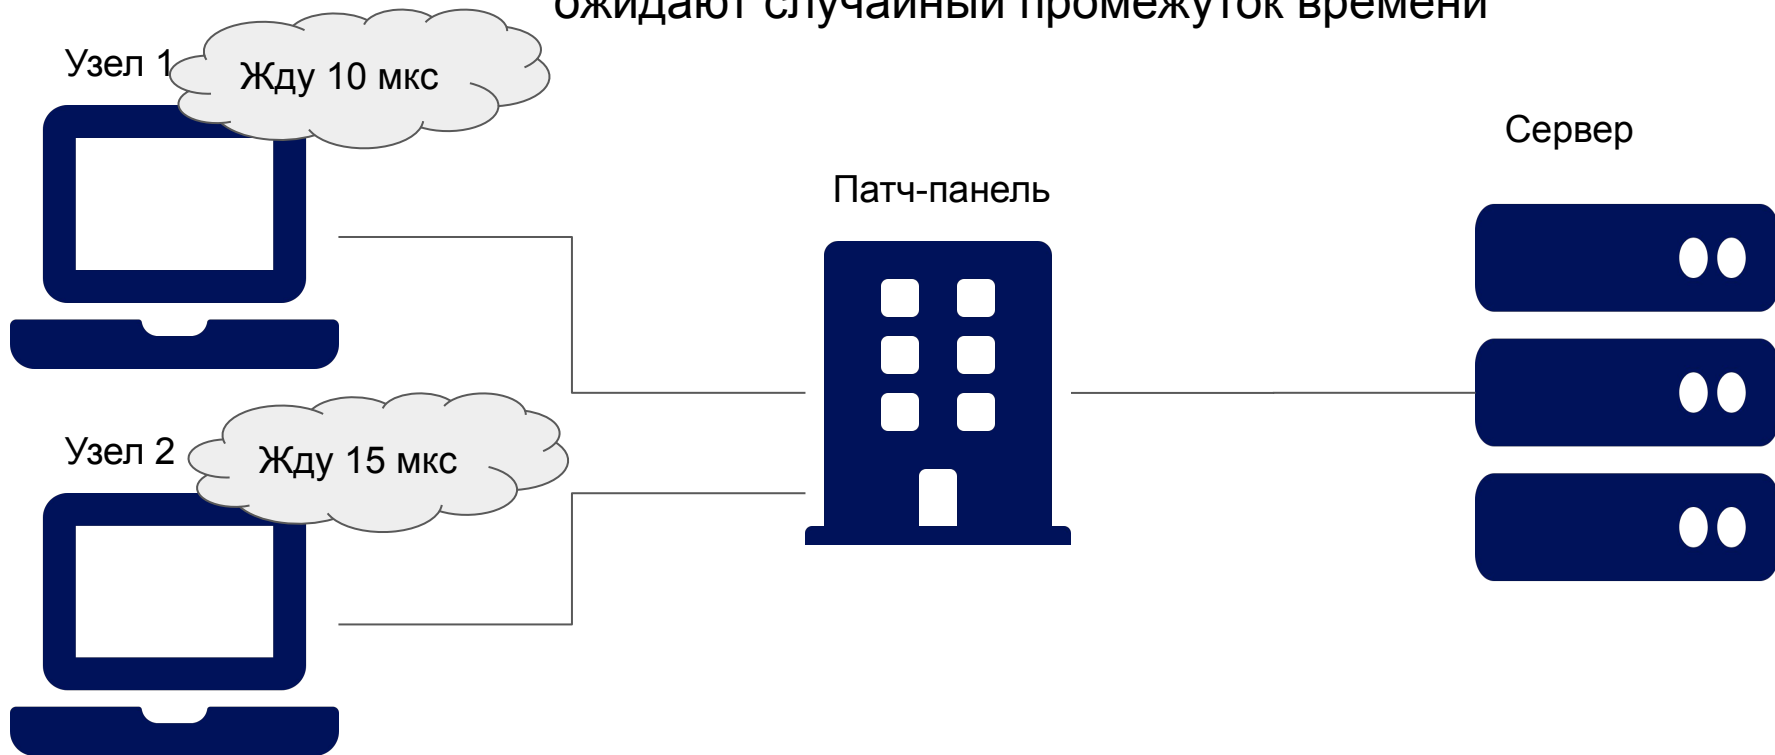 ожидают случайный промежуток времени
Узел 1
Жду 10 мкс
Сервер
Патч-панель
Узел 2
Жду 15 мкс